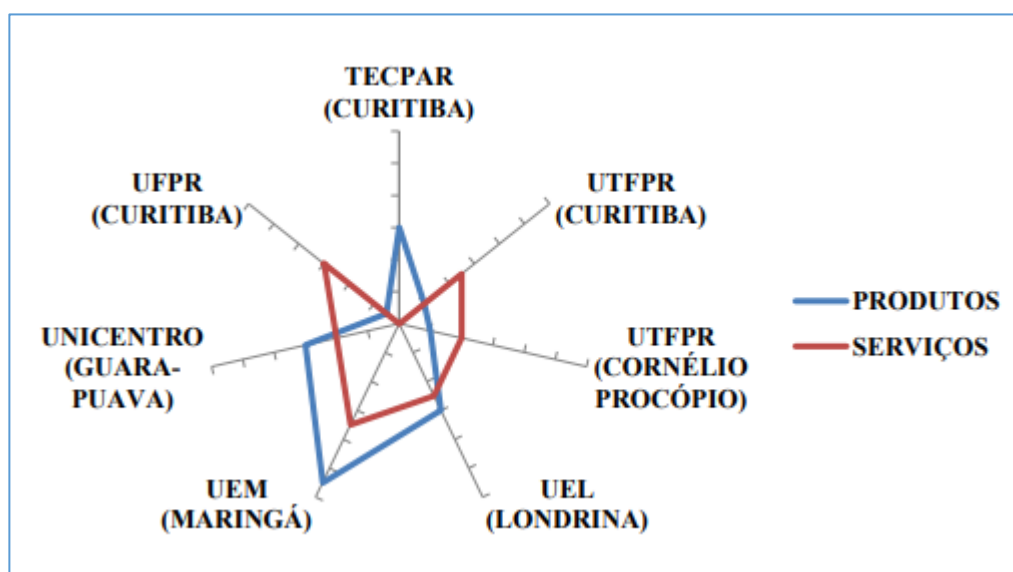 TECPAR
(CURITIBA)
UTFPR
(CURITIBA)
UTFPR
(CORNÉLIO
PROCÓPIO)
UEL
(LONDRINA)
UEM
(MARINGÁ)
UNICENTRO
(GUARA-
PUAVA)
UFPR
(CURITIBA)
PRODUTOS
SERVIÇOS